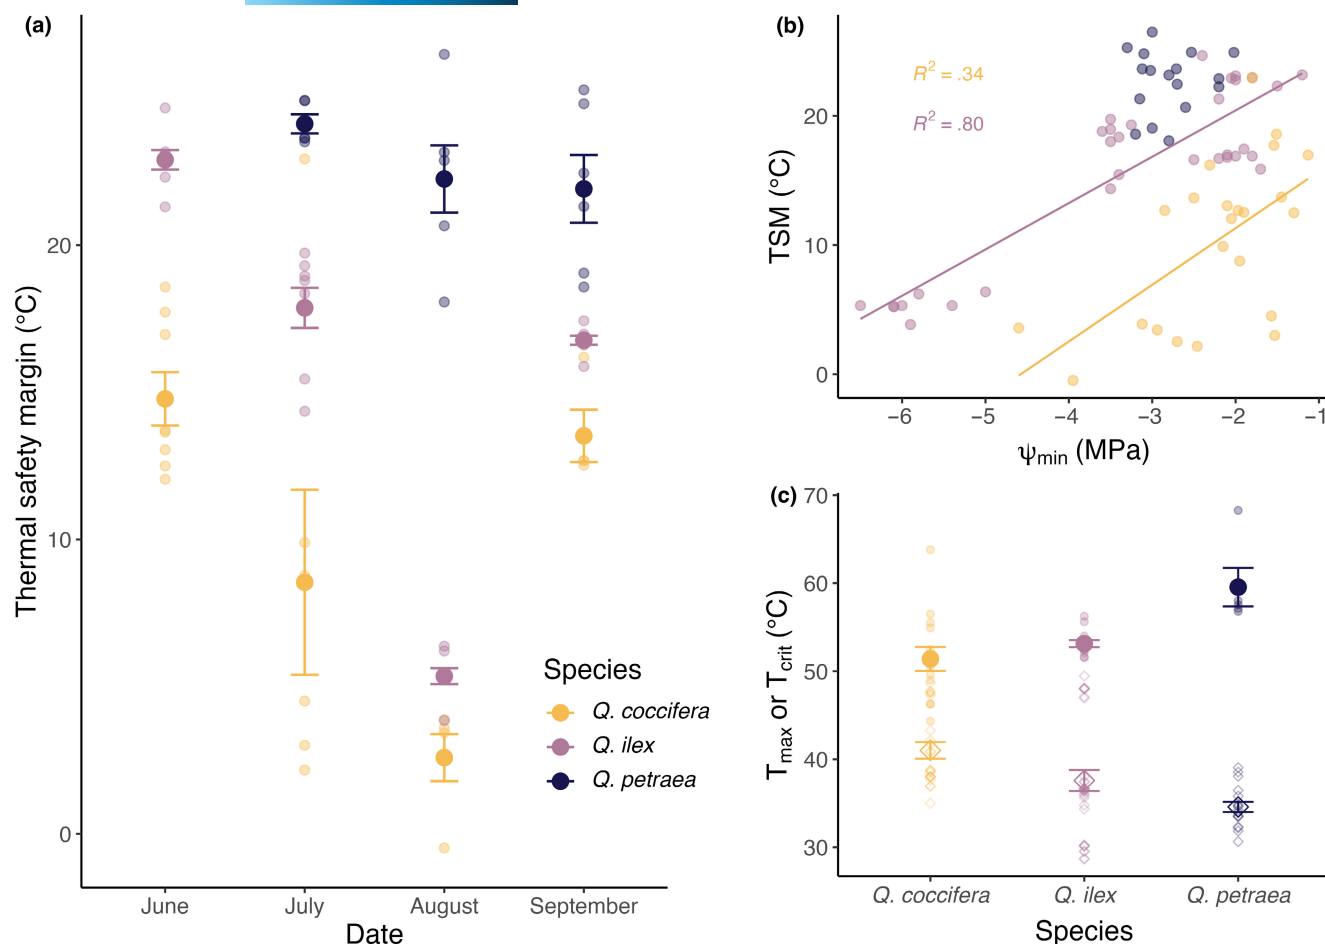 (a)
Thermal safety margin (°C)
20
10
0
June
July
August
September
Date
Species
Q. coccifera
Q. ilex
Q. petraea
(b)
TSM (°C)
20
10
0
R² = .34
R² = .80
−6
−5
−4
−3
−2
−1
ψmin (MPa)
(c)
Tmax or Tcrit (°C)
70
60
50
40
30
Q. coccifera
Q. ilex
Q. petraea
Species